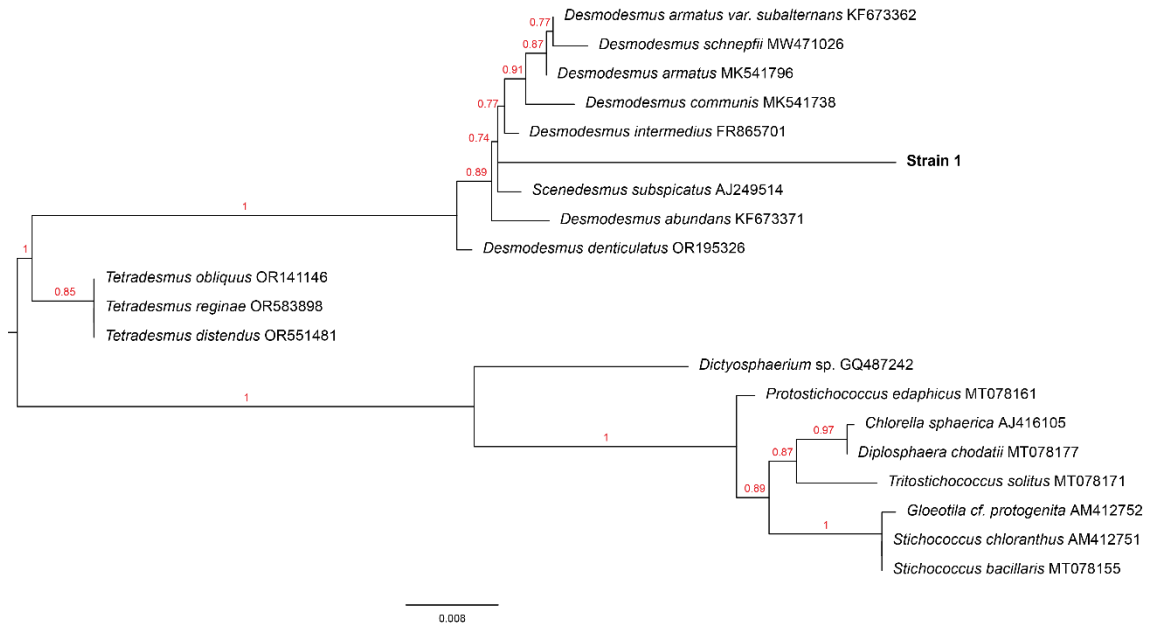 Desmodesmus armatus var. subalternans KF673362
0.77
Desmodesmus schnepfii MW471026
0.87
Desmodesmus armatus MK541796
0.91
Desmodesmus communis MK541738
0.77
Desmodesmus intermedius FR865701
0.74
Strain 1
0.89
Scenedesmus subspicatus AJ249514
1
Desmodesmus abundans KF673371
1
Desmodesmus denticulatus OR195326
Tetradesmus obliquus OR141146
0.85
Tetradesmus reginae OR583898
Tetradesmus distendus OR551481
Dictyosphaerium sp. GQ487242
1
Protostichococcus edaphicus MT078161
Chlorella sphaerica AJ416105
0.97
1
Diplosphaera chodatii MT078177
0.87
Tritostichococcus solitus MT078171
0.89
Gloeotila cf. protogenita AM412752
1
Stichococcus chloranthus AM412751
Stichococcus bacillaris MT078155
0.008